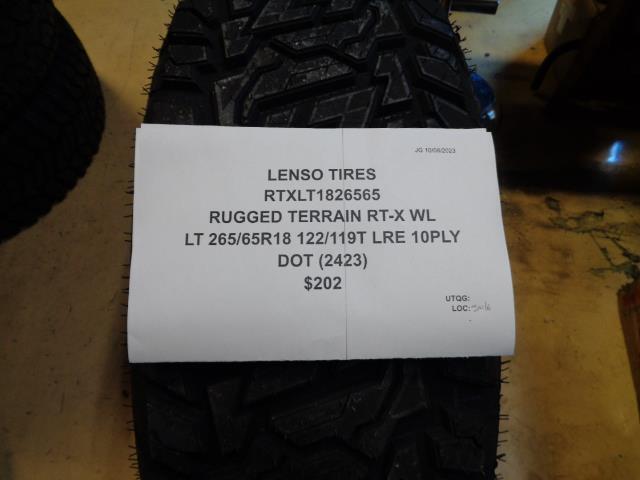 JG 10/06/2023
LENSO TIRES
RTXLT1826565
RUGGED TERRAIN RT-X WL
LT 265/65R18 122/119T LRE 10PLY
DOT (2423)
$202
UTQG:
LOC: